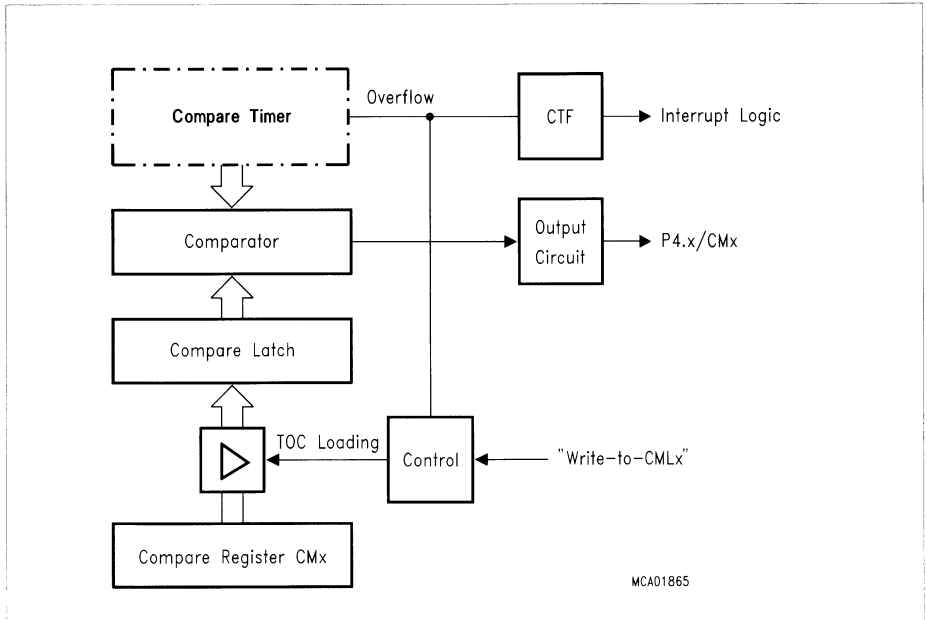 Overflow
Compare Timer
CTF
Interrupt Logic
Comparator
Output
Circuit
P4.x/CMx
Compare Latch
TOC Loading
Control
"Write-to-CMLx"
Compare Register CMx
MCA01865